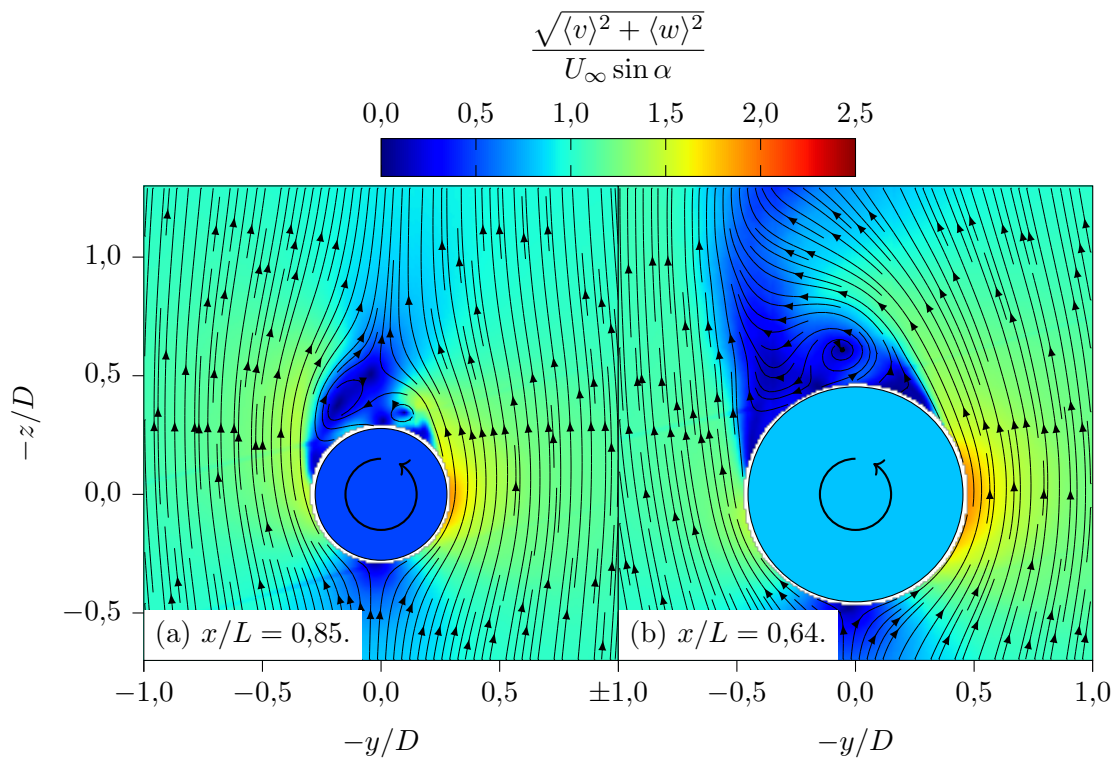 √⟨v⟩² + ⟨w⟩²
U∞ sin α
0,0 0,5 1,0 1,5 2,0 2,5
1,0
0,5
0,0
−0,5
−z/D
(a) x/L = 0,85.
(b) x/L = 0,64.
−1,0 −0,5 0,0 0,5 ±1,0 −0,5 0,0 0,5 1,0
−y/D −y/D